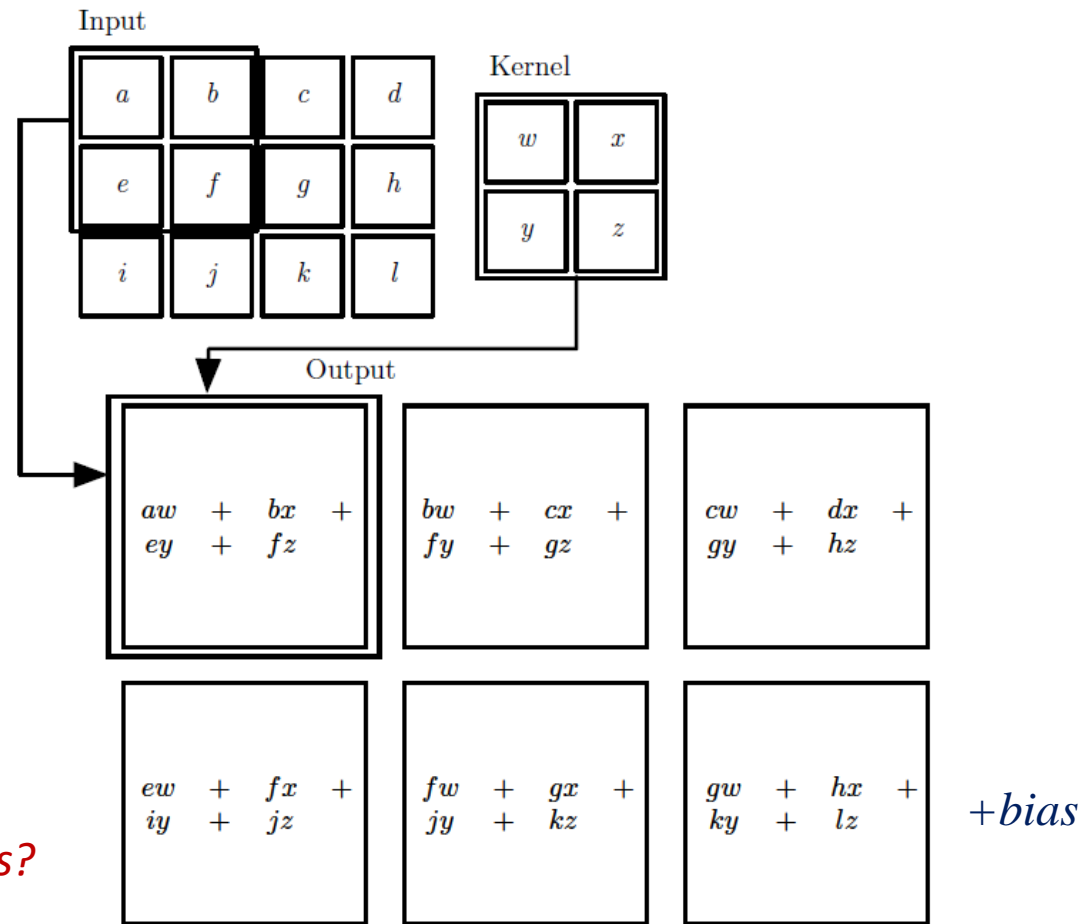 Input
Kernel
a b c d
w x
e f g h
y z
i j k l
Output
aw + bx +
ey + fz
bw + cx +
fy + gz
cw + dx +
gy + hz
ew + fx +
iy + jz
fw + gx +
jy + kz
gw + hx +
ky + lz
+bias
s?